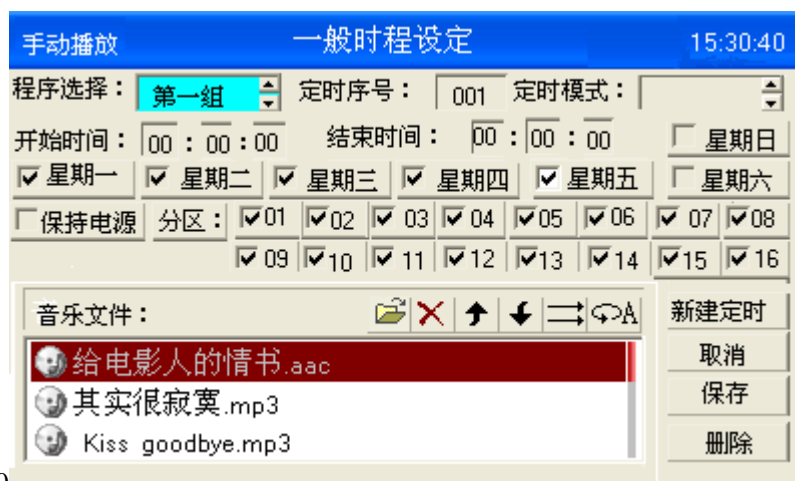 手动播放 一般时程设定 15:30:40
程序选择： 第一组 定时序号： 001 定时模式：
开始时间： 00 : 00 : 00 结束时间： 00 : 00 : 00 星期日
星期一 星期二 星期三 星期四 星期五 星期六
保持电源 分区： 01 02 03 04 05 06 07 08
09 10 11 12 13 14 15 16
音乐文件： A 新建定时
给电影人的情书.aac 取消
其实很寂寞.mp3 保存
Kiss goodbye.mp3 删除